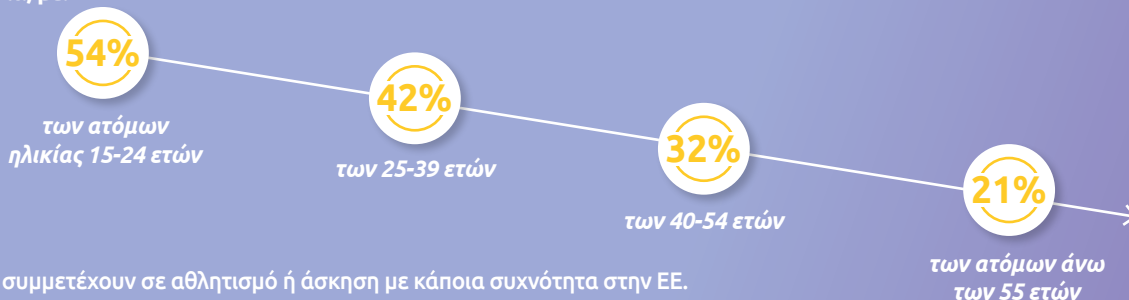 54%
των ατόμων
ηλικίας 15-24 ετών
42%
των 25-39 ετών
32%
των 40-54 ετών
21%
των ατόμων άνω
των 55 ετών
συμμετέχουν σε αθλητισμό ή άσκηση με κάποια συχνότητα στην ΕΕ.